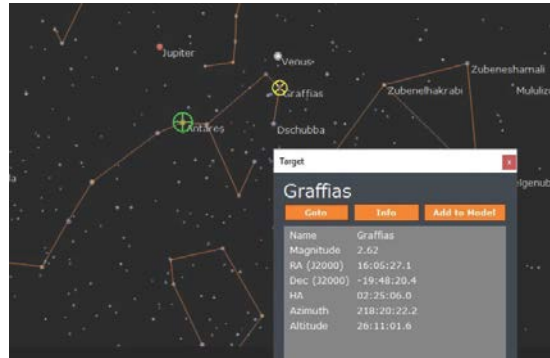 Jupiter
Venus
Zubeneshamali
Graffias
Zubenelhakrabi
Antares
Dschubba
Target
x
Graffias
Goto Info Add to Model
Name Graffias
Magnitude 2.62
RA (J2000) 16:05:27.1
Dec (J2000) -19:48:20.4
HA 02:25:06.0
Azimuth 218:20:22.2
Altitude 26:11:01.6